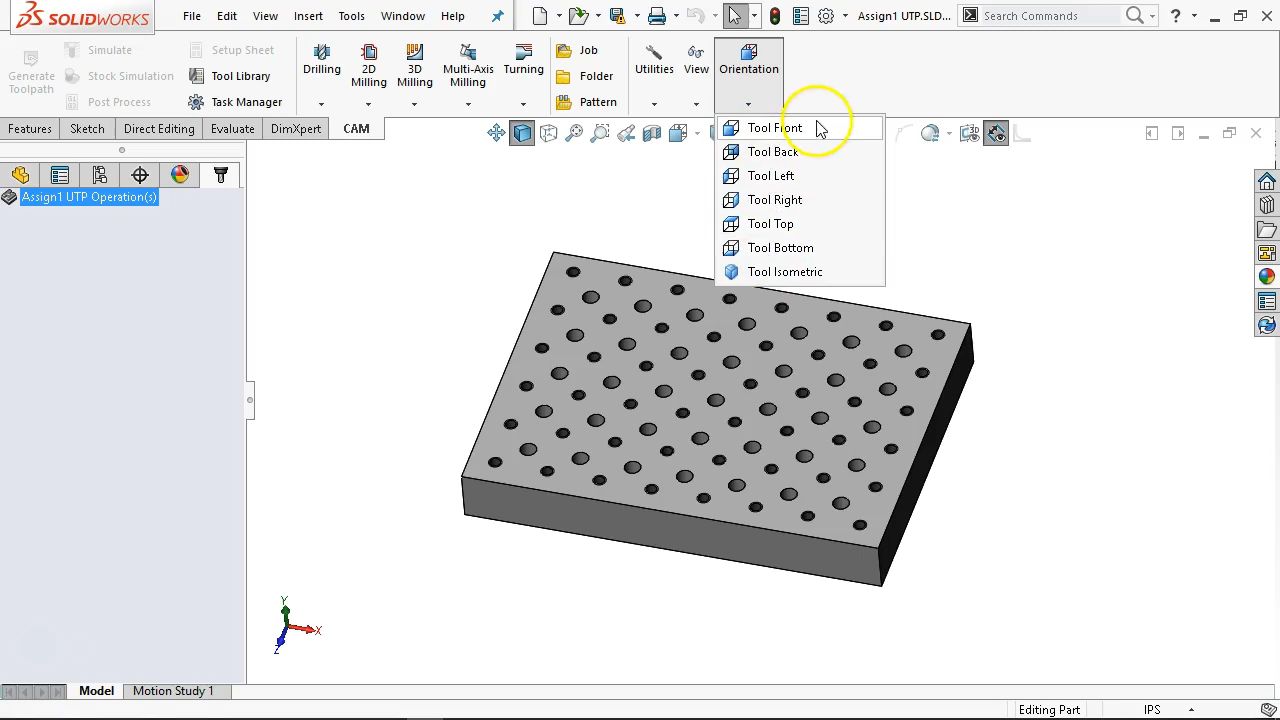 SOLIDWORKS File Edit View Insert Tools Window Help Assign1 UTP.SLD... Search Commands ?
Generate Toolpath
Simulate
Stock Simulation
Post Process
Setup Sheet
Tool Library
Task Manager
Drilling
2D Milling
3D Milling
Multi-Axis Milling
Turning
Job
Folder
Pattern
Utilities
View
Orientation
Features Sketch Direct Editing Evaluate DimXpert CAM
Tool Front
Tool Back
Tool Left
Tool Right
Tool Top
Tool Bottom
Tool Isometric
Assign1 UTP Operation(s)
Y
X
Z
Model Motion Study 1
Editing Part IPS